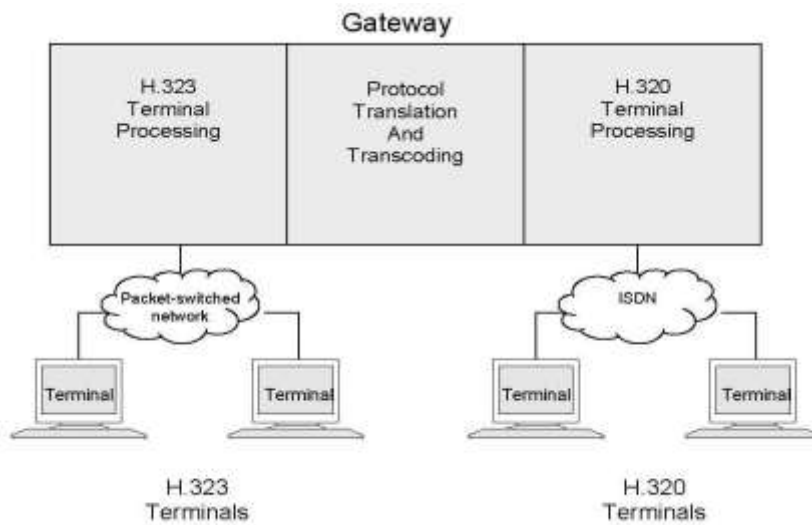 Gateway
H.323
Terminal
Processing
Protocol
Translation
And
Transcoding
H.320
Terminal
Processing
Packet-switched
network
ISDN
Terminal
Terminal
Terminal
Terminal
H.323
Terminals
H.320
Terminals